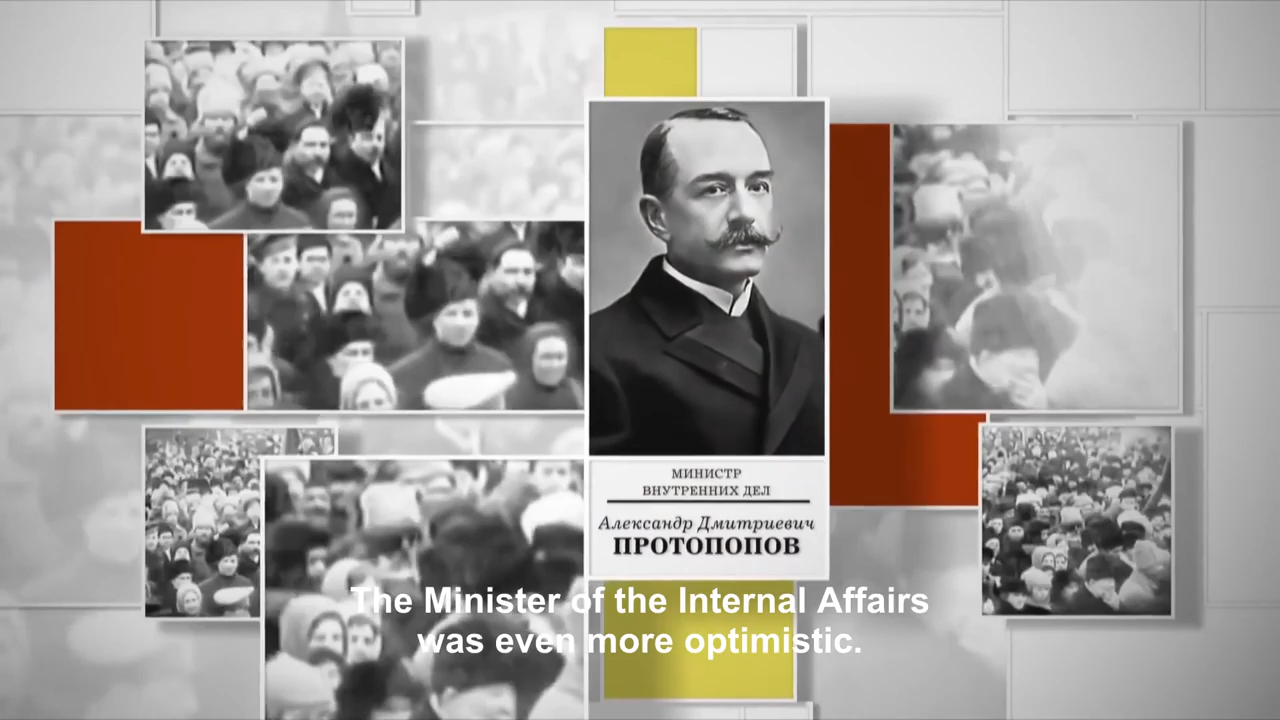 МИНИСТР
ВНУТРЕННИХ ДЕЛ
Александр Дмитриевич
ПРОТОПОПОВ
The Minister of the Internal Affairs
was even more optimistic.